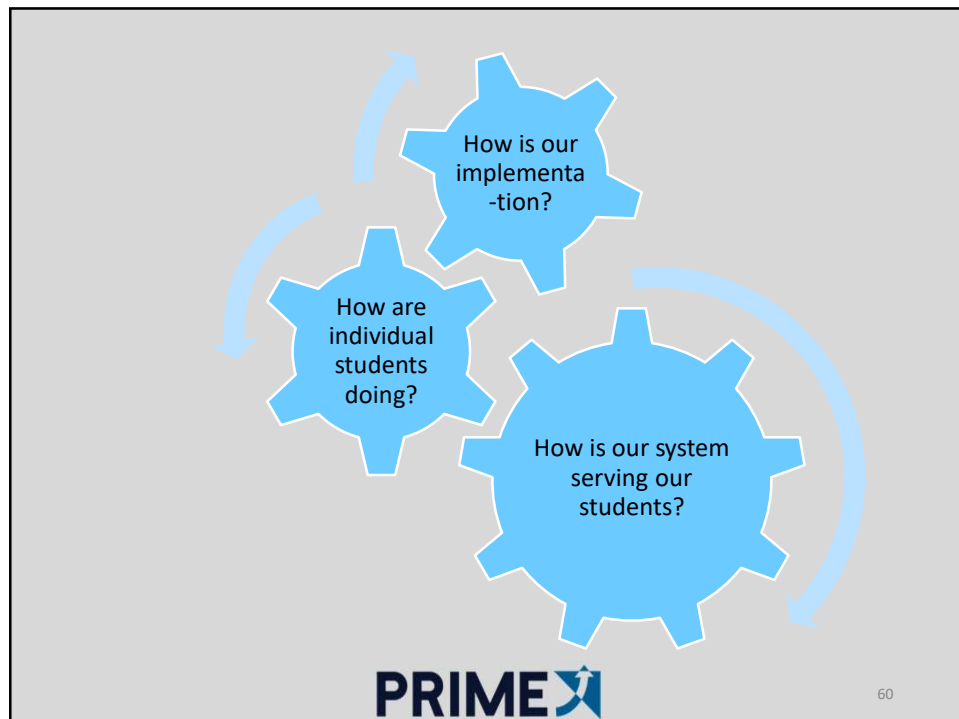 How is our
implementa
-tion?
How are
individual
students
doing?
How is our system
serving our
students?
PRIME
60